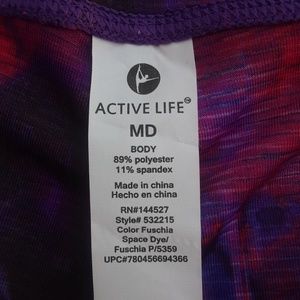 ACTIVE LIFE™
MD
BODY
89% polyester
11% spandex
Made in china
Hecho en china
RN#144527
Style# 532215
Color Fuschia
Space Dye/
Fuschia P/5359
UPC#780456694366